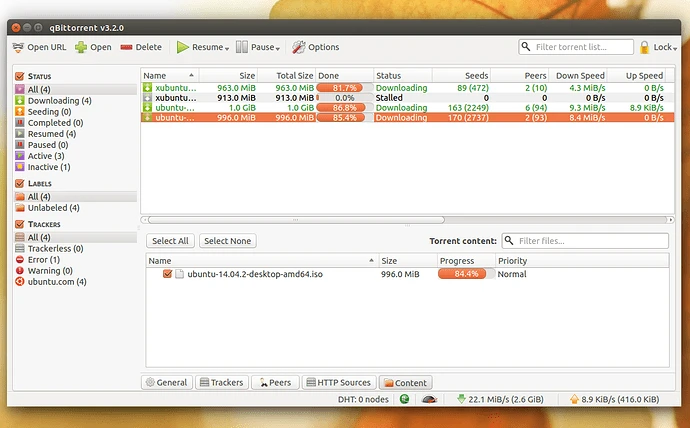 qBittorrent v3.2.0
Open URL Open Delete Resume Pause Options Filter torrent list... Lock
Status
All (4)
Downloading (4)
Seeding (0)
Completed (0)
Resumed (4)
Paused (0)
Active (3)
Inactive (1)
Labels
All (4)
Unlabeled (4)
Trackers
All (4)
Trackerless (0)
Error (1)
Warning (0)
ubuntu.com (4)
Name Size Total Size Done Status Seeds Peers Down Speed Up Speed
xubuntu... 963.0 MiB 963.0 MiB 81.7% Downloading 89 (472) 2 (10) 4.3 MiB/s 0 B/s
xubuntu... 913.0 MiB 913.0 MiB 0.0% Stalled 0 (0) 0 (0) 0 B/s 0 B/s
ubuntu-... 1.0 GiB 1.0 GiB 86.8% Downloading 163 (2249) 6 (94) 9.3 MiB/s 8.9 KiB/s
ubuntu-... 996.0 MiB 996.0 MiB 85.4% Downloading 170 (2737) 2 (93) 8.4 MiB/s 0 B/s
Select All Select None Torrent content: Filter files...
Name Size Progress Priority
ubuntu-14.04.2-desktop-amd64.iso 996.0 MiB 84.4% Normal
General Trackers Peers HTTP Sources Content
DHT: 0 nodes 22.1 MiB/s (2.6 GiB) 8.9 KiB/s (416.0 KiB)